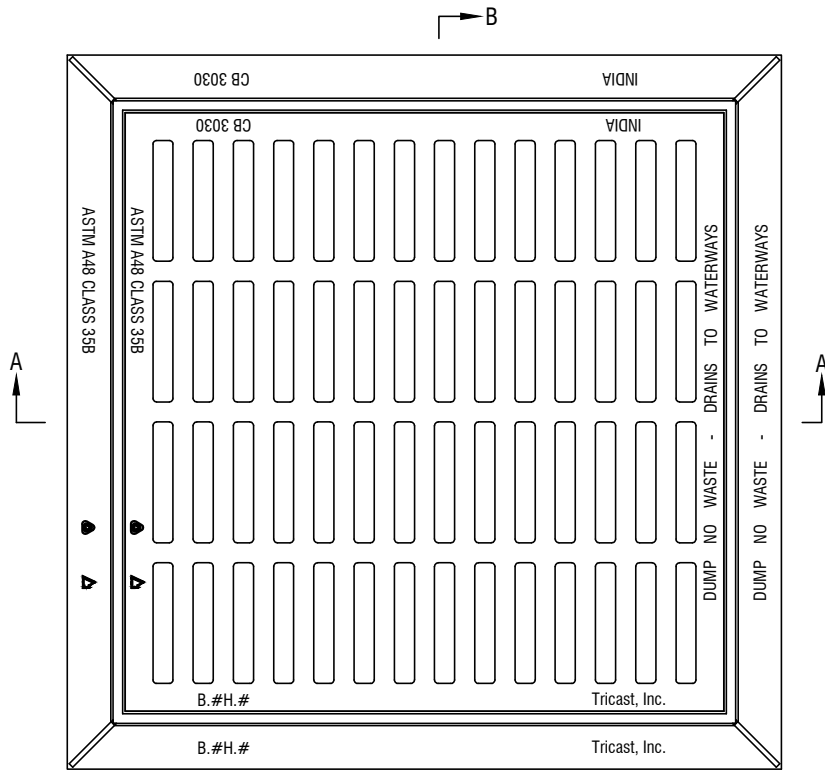 B
CB 3030
INDIA
CB 3030
INDIA
ASTM A48 CLASS 35B
ASTM A48 CLASS 35B
DUMP NO WASTE - DRAINS TO WATERWAYS
DUMP NO WASTE - DRAINS TO WATERWAYS
A
A
B.#H.#
Tricast, Inc.
B.#H.#
Tricast, Inc.